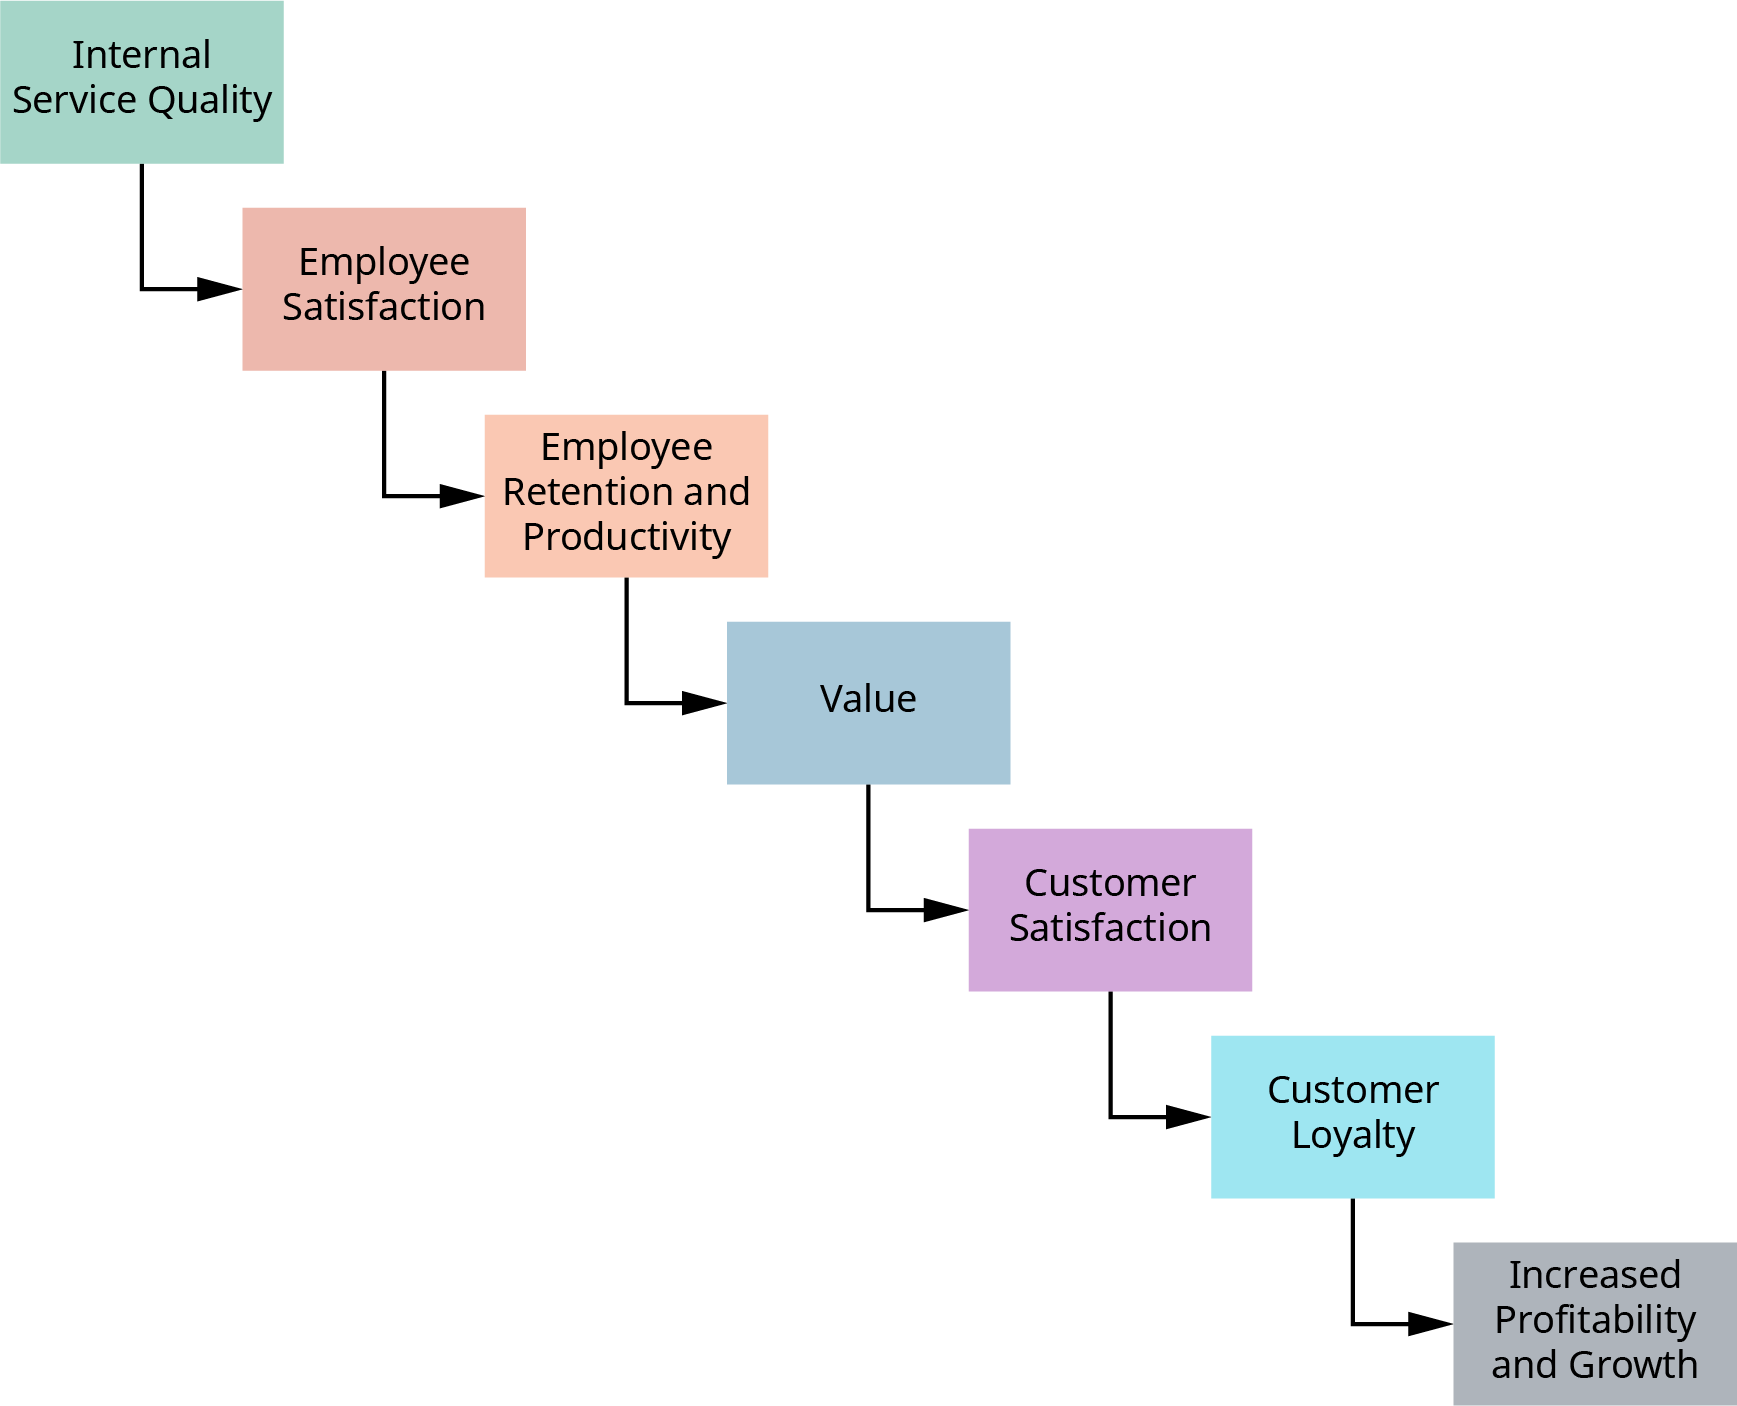 Internal
Service Quality
Employee
Satisfaction
Employee
Retention and
Productivity
Value
Customer
Satisfaction
Customer
Loyalty
Increased
Profitability
and Growth